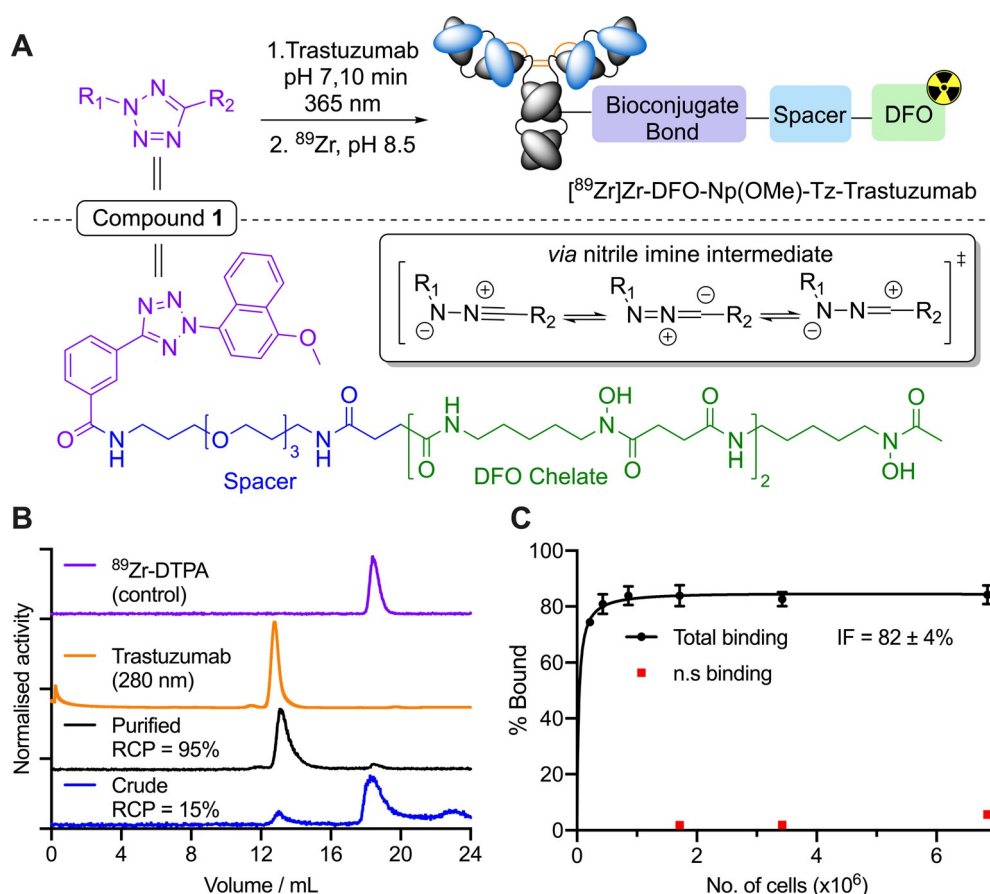 A
1.Trastuzumab
pH 7,10 min
365 nm
2. ⁸⁹Zr, pH 8.5
R₁
N
N
N
N
R₂
Bioconjugate
Bond
Spacer
DFO
[⁸⁹Zr]Zr-DFO-Np(OMe)-Tz-Trastuzumab
Compound 1
via nitrile imine intermediate
R₁
N
N
R₂
R₁
N
N
R₂
R₁
N
N
R₂
‡
N
N
N
N
O
O
N
H
O
3
N
H
O
O
H
N
OH
N
O
O
N
H
2
O
N
OH
Spacer
DFO Chelate
B
Normalised activity
⁸⁹Zr-DTPA
(control)
Trastuzumab
(280 nm)
Purified
RCP = 95%
Crude
RCP = 15%
0 4 8 12 16 20 24
Volume / mL
C
% Bound
100
80
60
40
20
0
Total binding IF = 82 ± 4%
n.s binding
0 2 4 6
No. of cells (x10⁶)